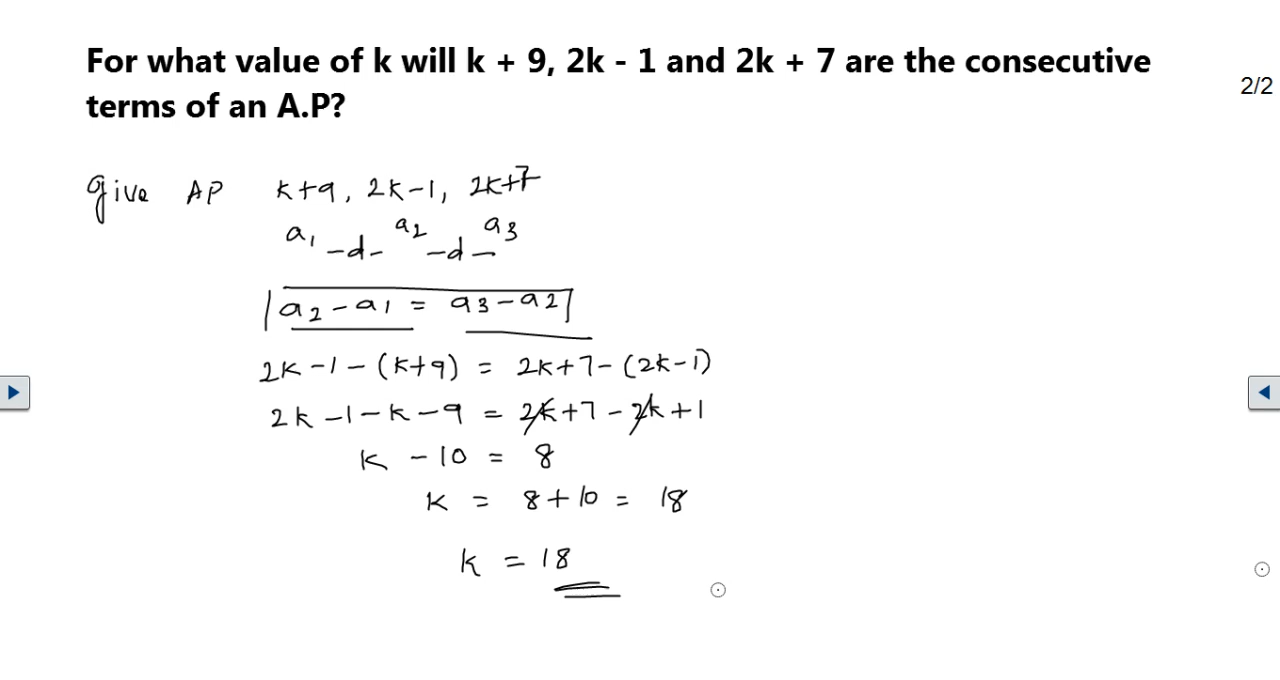 For what value of k will k + 9, 2k - 1 and 2k + 7 are the consecutive
terms of an A.P?
2/2
Give AP k+9, 2k-1, 2k+7
a1 -d- a2 -d- a3
|a2-a1 = a3-a2|
2k-1-(k+9) = 2k+7-(2k-1)
2k-1-k-9 = 2k+7-2k+1
k-10 = 8
k = 8+10 = 18
k = 18